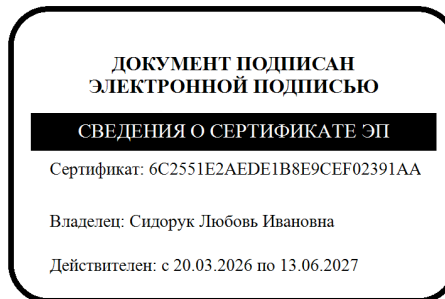 ДОКУМЕНТ ПОДПИСАН
ЭЛЕКТРОННОЙ ПОДПИСЬЮ
СВЕДЕНИЯ О СЕРТИФИКАТЕ ЭП
Сертификат: 6C2551E2AEDE1B8E9CEF02391AA
Владелец: Сидорук Любовь Ивановна
Действителен: с 20.03.2026 по 13.06.2027